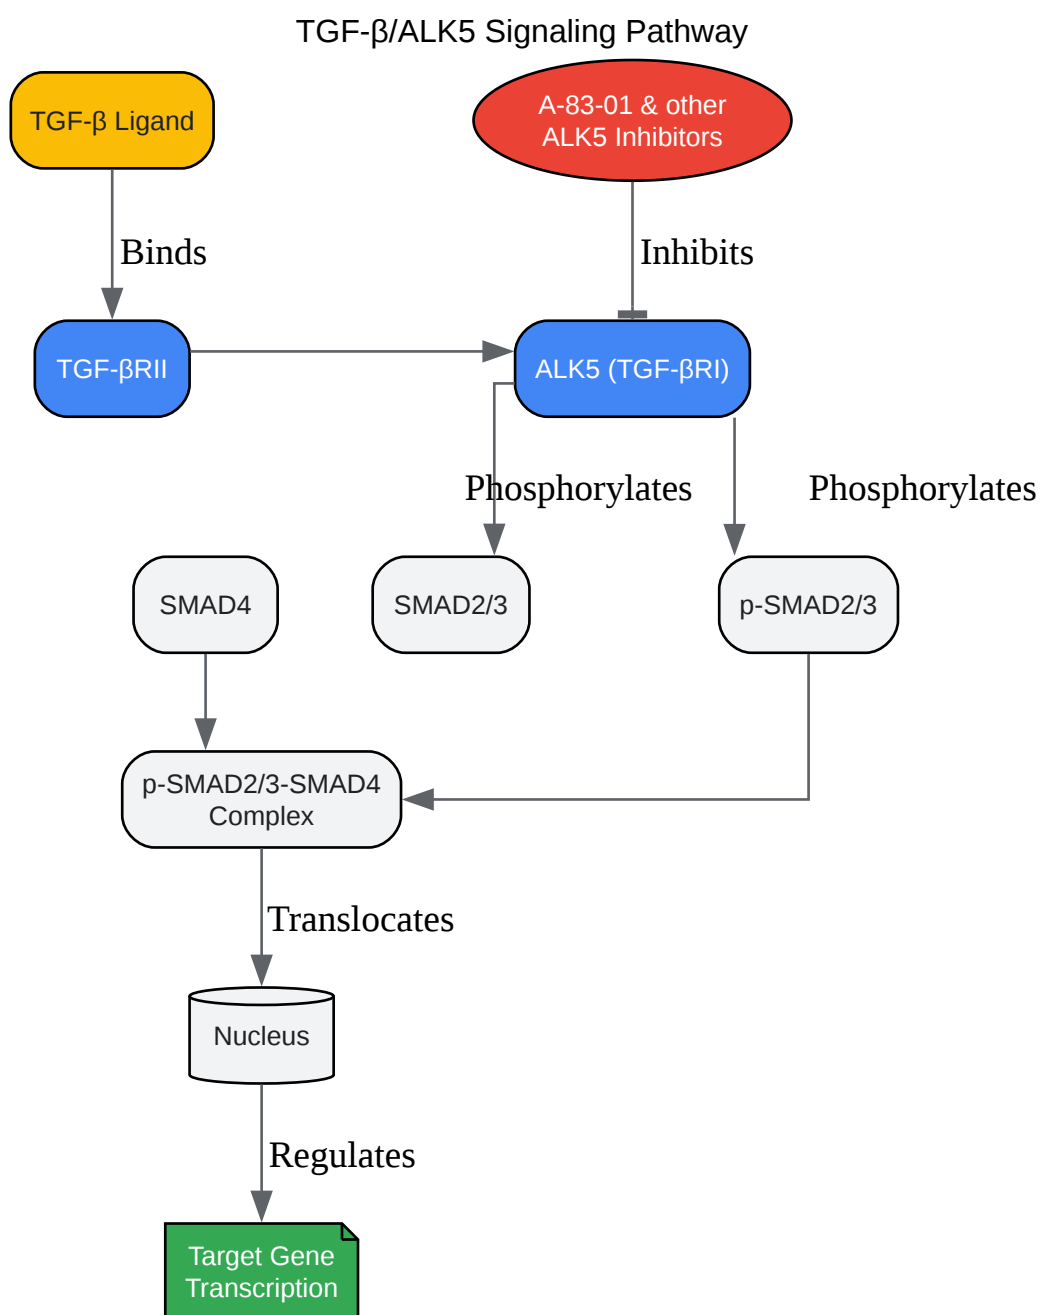 TGF-β/ALK5 Signaling Pathway
TGF-β Ligand
A-83-01 & other
ALK5 Inhibitors
Binds
Inhibits
TGF-βRII
ALK5 (TGF-βRI)
Phosphorylates
Phosphorylates
SMAD4
SMAD2/3
p-SMAD2/3
p-SMAD2/3-SMAD4
Complex
Translocates
Nucleus
Regulates
Target Gene
Transcription